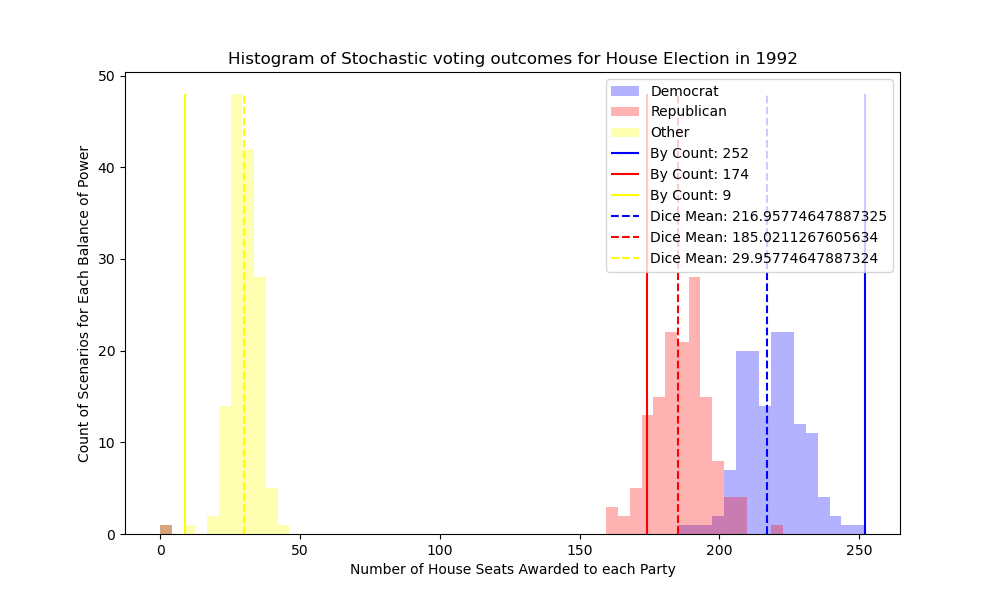 Histogram of Stochastic voting outcomes for House Election in 1992
50
40
30
20
10
0
Count of Scenarios for Each Balance of Power
Democrat
Republican
Other
By Count: 252
By Count: 174
By Count: 9
Dice Mean: 216.95774647887325
Dice Mean: 185.0211267605634
Dice Mean: 29.95774647887324
0
50
100
150
200
250
Number of House Seats Awarded to each Party